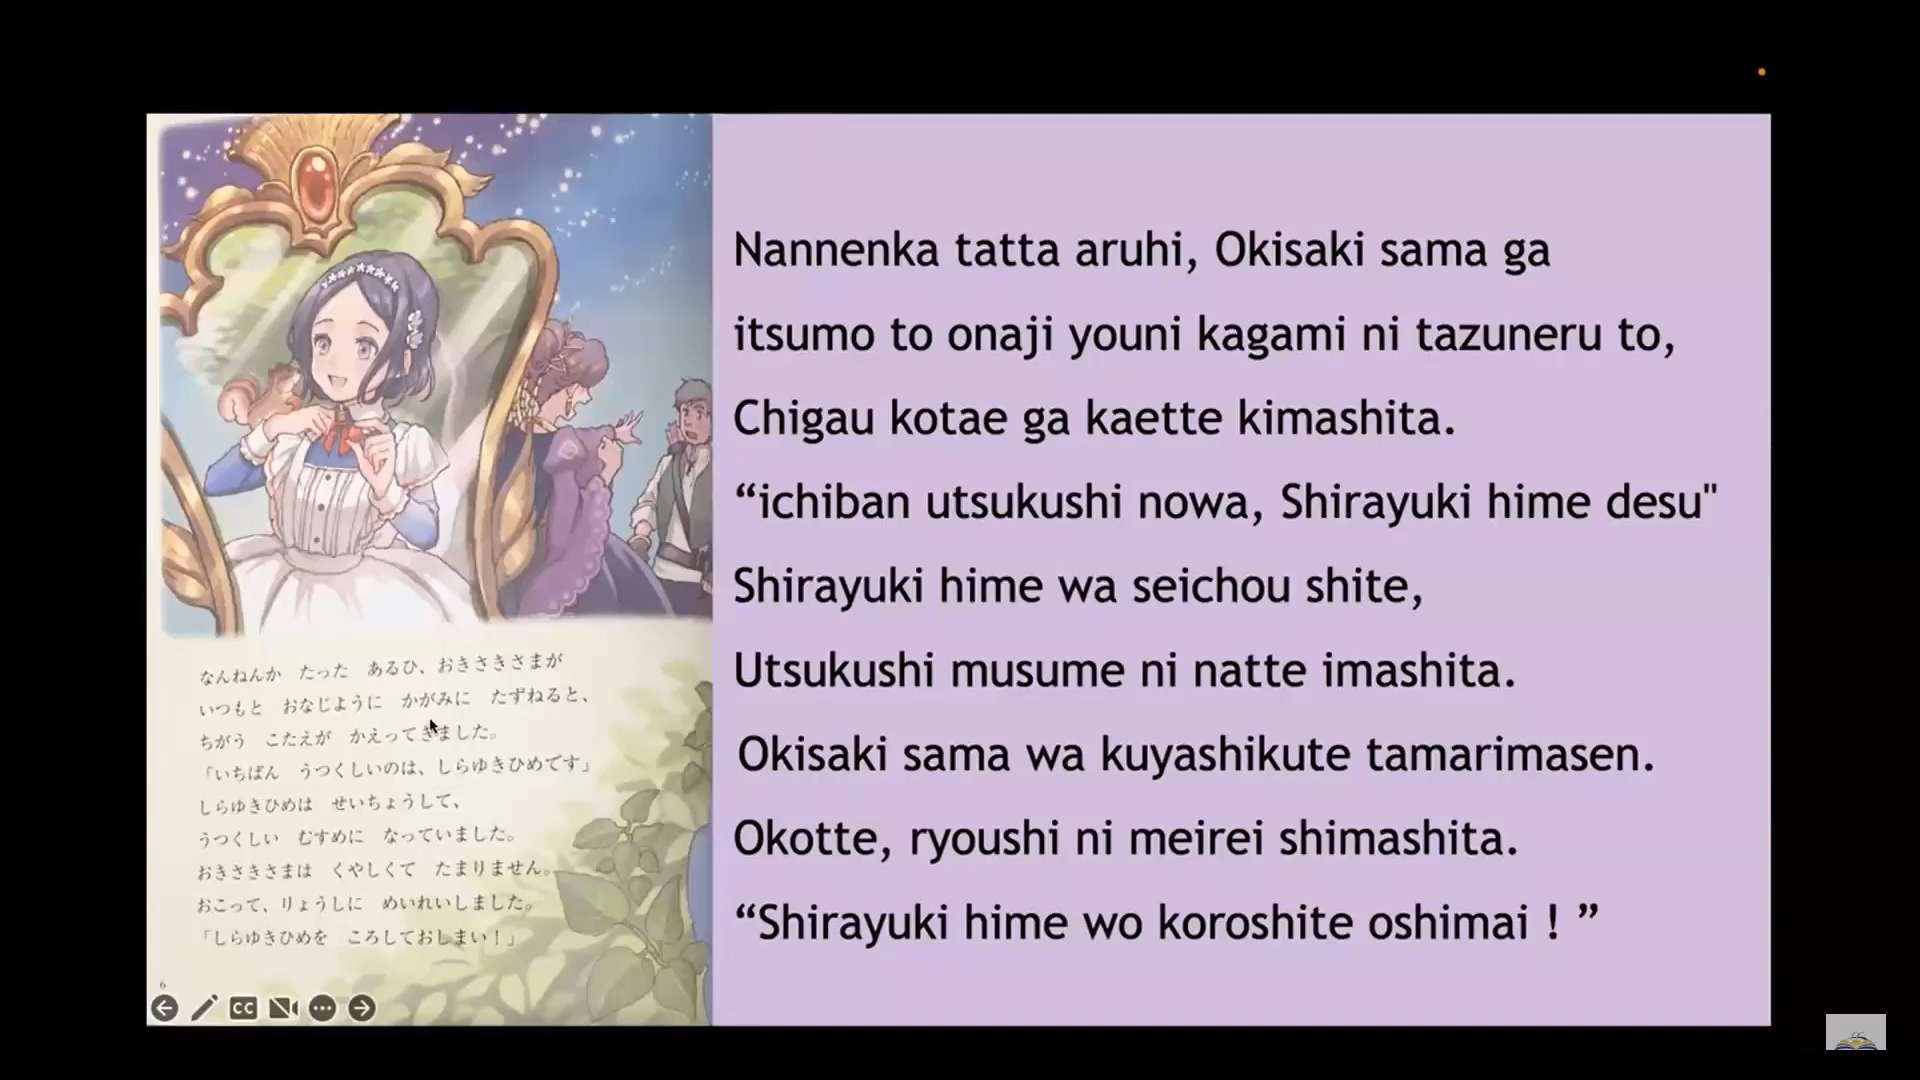 なんねんか　たった　あるひ、おきさきさまが
いつもと　おなじように　かがみに　たずねると、
ちがう　こたえが　かえってきました。
「いちばん　うつくしいのは、しらゆきひめです」
しらゆきひめは　せいちょうして、
うつくしい　むすめに　なっていました。
おきさきさまは　くやしくて　たまりません。
おこって、りょうしに　めいれいしました。
「しらゆきひめを　ころしておしまい！」
6
CC
Nannenka tatta aruhi, Okisaki sama ga
itsumo to onaji youni kagami ni tazuneru to,
Chigau kotae ga kaette kimashita.
“ichiban utsukushi nowa, Shirayuki hime desu"
Shirayuki hime wa seichou shite,
Utsukushi musume ni natte imashita.
Okisaki sama wa kuyashikute tamarimasen.
Okotte, ryoushi ni meirei shimashita.
“Shirayuki hime wo koroshite oshimai ! ”